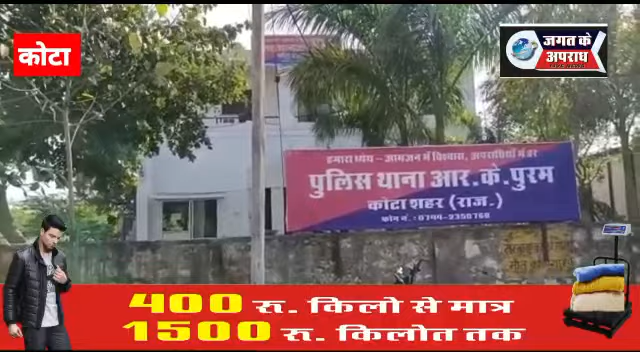 कोटा
जगत के
अपराध
हमारा ध्येय - आमजन में विश्वास, अपराधियों में डर
पुलिस थाना आर.के.पुरम
कोटा शहर (राज.)
फोन नं. : 0744-2350768
400 रू. किलो से मात्र
1500 रू. किलोत तक